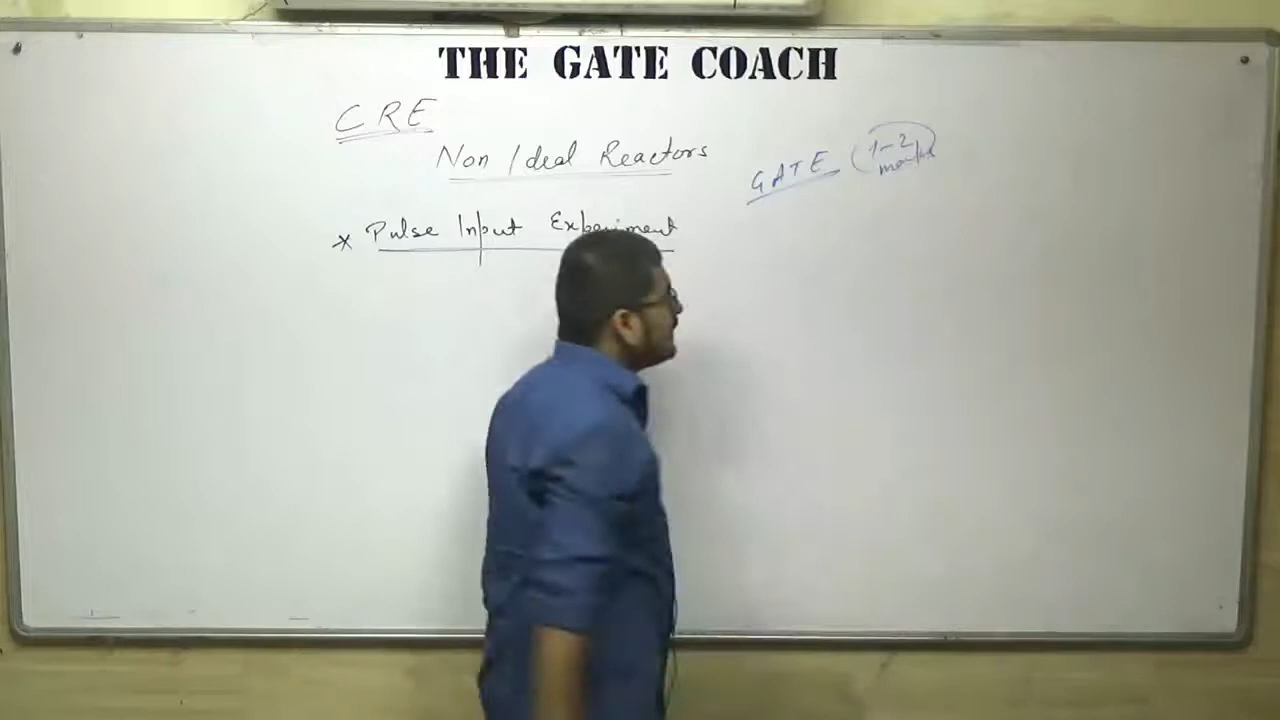 THE GATE COACH
CRE
Non Ideal Reactors
GATE (1-2
marks
* Pulse Input Experiment